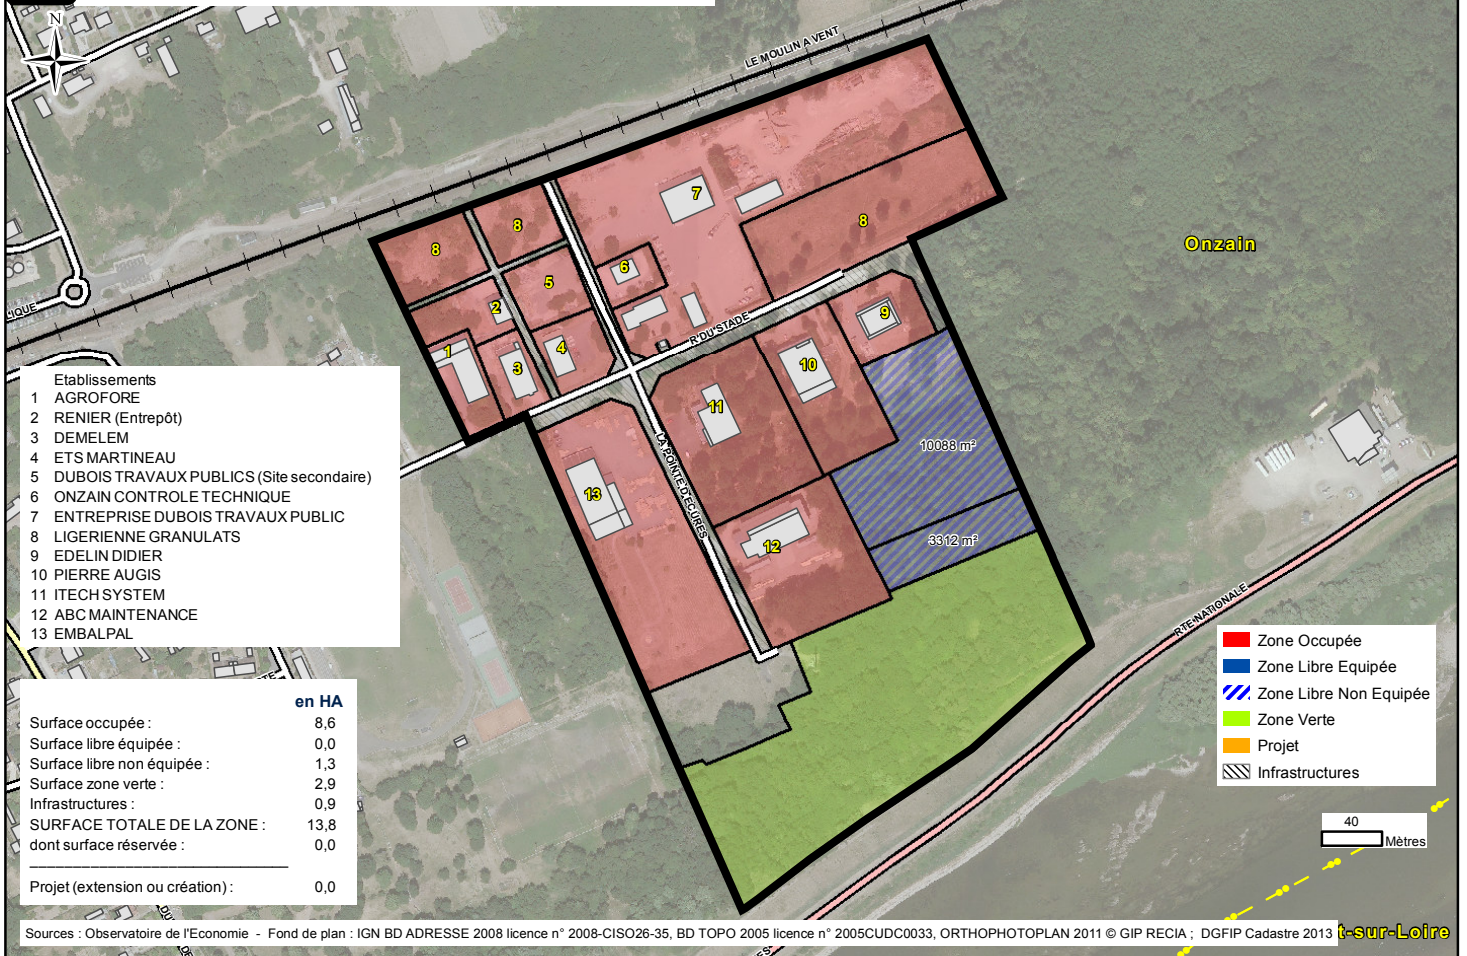 N
LE MOULIN A VENT
Onzain
7
8
8
8
6
5
2
R DU STADE
9
LIQUE
1
3
4
10
11
LA POINTE D'ECURES
10088 m²
13
12
3312 m²
RTE NATIONALE
Etablissements
1 AGROFORE
2 RENIER (Entrepôt)
3 DEMELEM
4 ETS MARTINEAU
5 DUBOIS TRAVAUX PUBLICS (Site secondaire)
6 ONZAIN CONTROLE TECHNIQUE
7 ENTREPRISE DUBOIS TRAVAUX PUBLIC
8 LIGERIENNE GRANULATS
9 EDELIN DIDIER
10 PIERRE AUGIS
11 ITECH SYSTEM
12 ABC MAINTENANCE
13 EMBALPAL
en HA
Surface occupée : 8,6
Surface libre équipée : 0,0
Surface libre non équipée : 1,3
Surface zone verte : 2,9
Infrastructures : 0,9
SURFACE TOTALE DE LA ZONE : 13,8
dont surface réservée : 0,0
Projet (extension ou création) : 0,0
Zone Occupée
Zone Libre Equipée
Zone Libre Non Equipée
Zone Verte
Projet
Infrastructures
40
Mètres
Sources : Observatoire de l'Economie - Fond de plan : IGN BD ADRESSE 2008 licence n° 2008-CISO26-35, BD TOPO 2005 licence n° 2005CUDC0033, ORTHOPHOTOPLAN 2011 © GIP RECIA ; DGFIP Cadastre 2013
t-sur-Loire